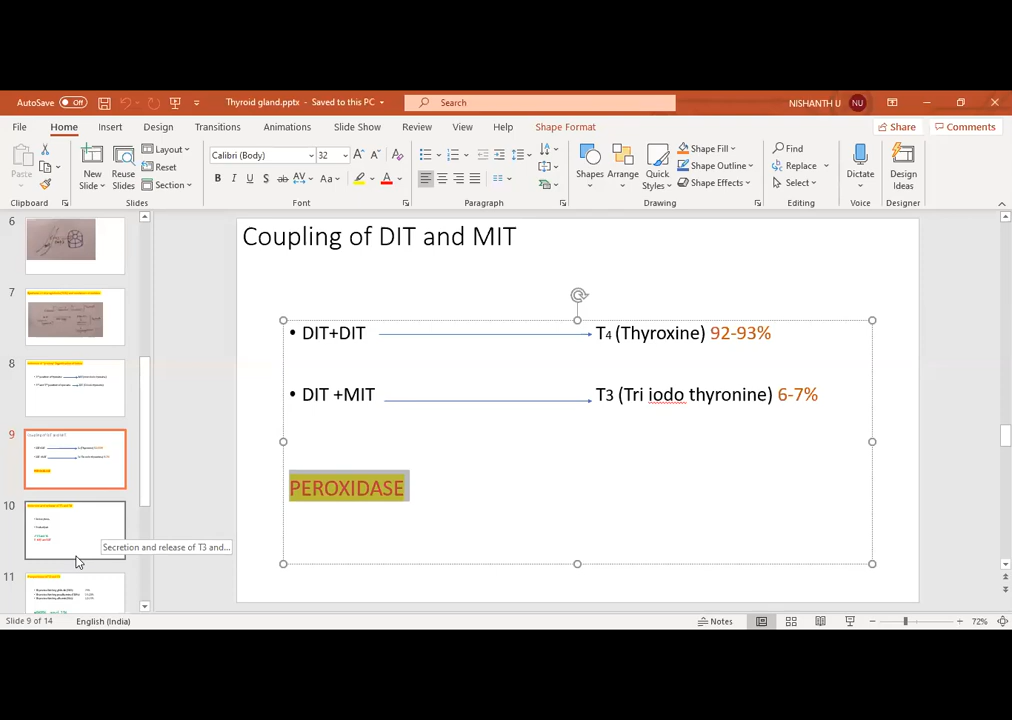 AutoSave Off
Thyroid gland.pptx - Saved to this PC
Search
NISHANTH U NU
File Home Insert Design Transitions Animations Slide Show Review View Help Shape Format Share Comments
Paste
New Slide
Reuse Slides
Layout
Reset
Section
Calibri (Body) 32
B I U S ab AV Aa A
Shapes
Arrange
Quick Styles
Shape Fill
Shape Outline
Shape Effects
Find
Replace
Select
Dictate
Design Ideas
Clipboard Slides Font Paragraph Drawing Editing Voice Designer
6
7
8
9
10
11
Secretion and release of T3 and...
Coupling of DIT and MIT
• DIT+DIT T4 (Thyroxine) 92-93%
• DIT +MIT T3 (Tri iodo thyronine) 6-7%
PEROXIDASE
Slide 9 of 14 English (India) Notes 72%